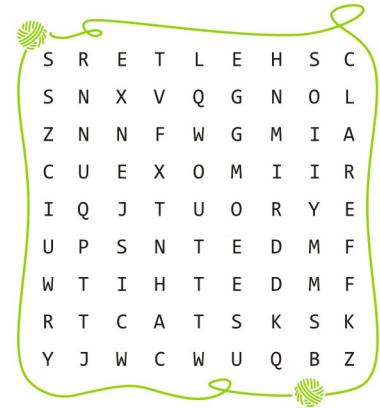 S R E T L E H S C
S N X V Q G N O L
Z N N F W G M I A
C U E X O M I I R
I Q J T U O R Y E
U P S N T E D M F
W T I H T E D M F
R T C A T S K S K
Y J W C W U Q B Z